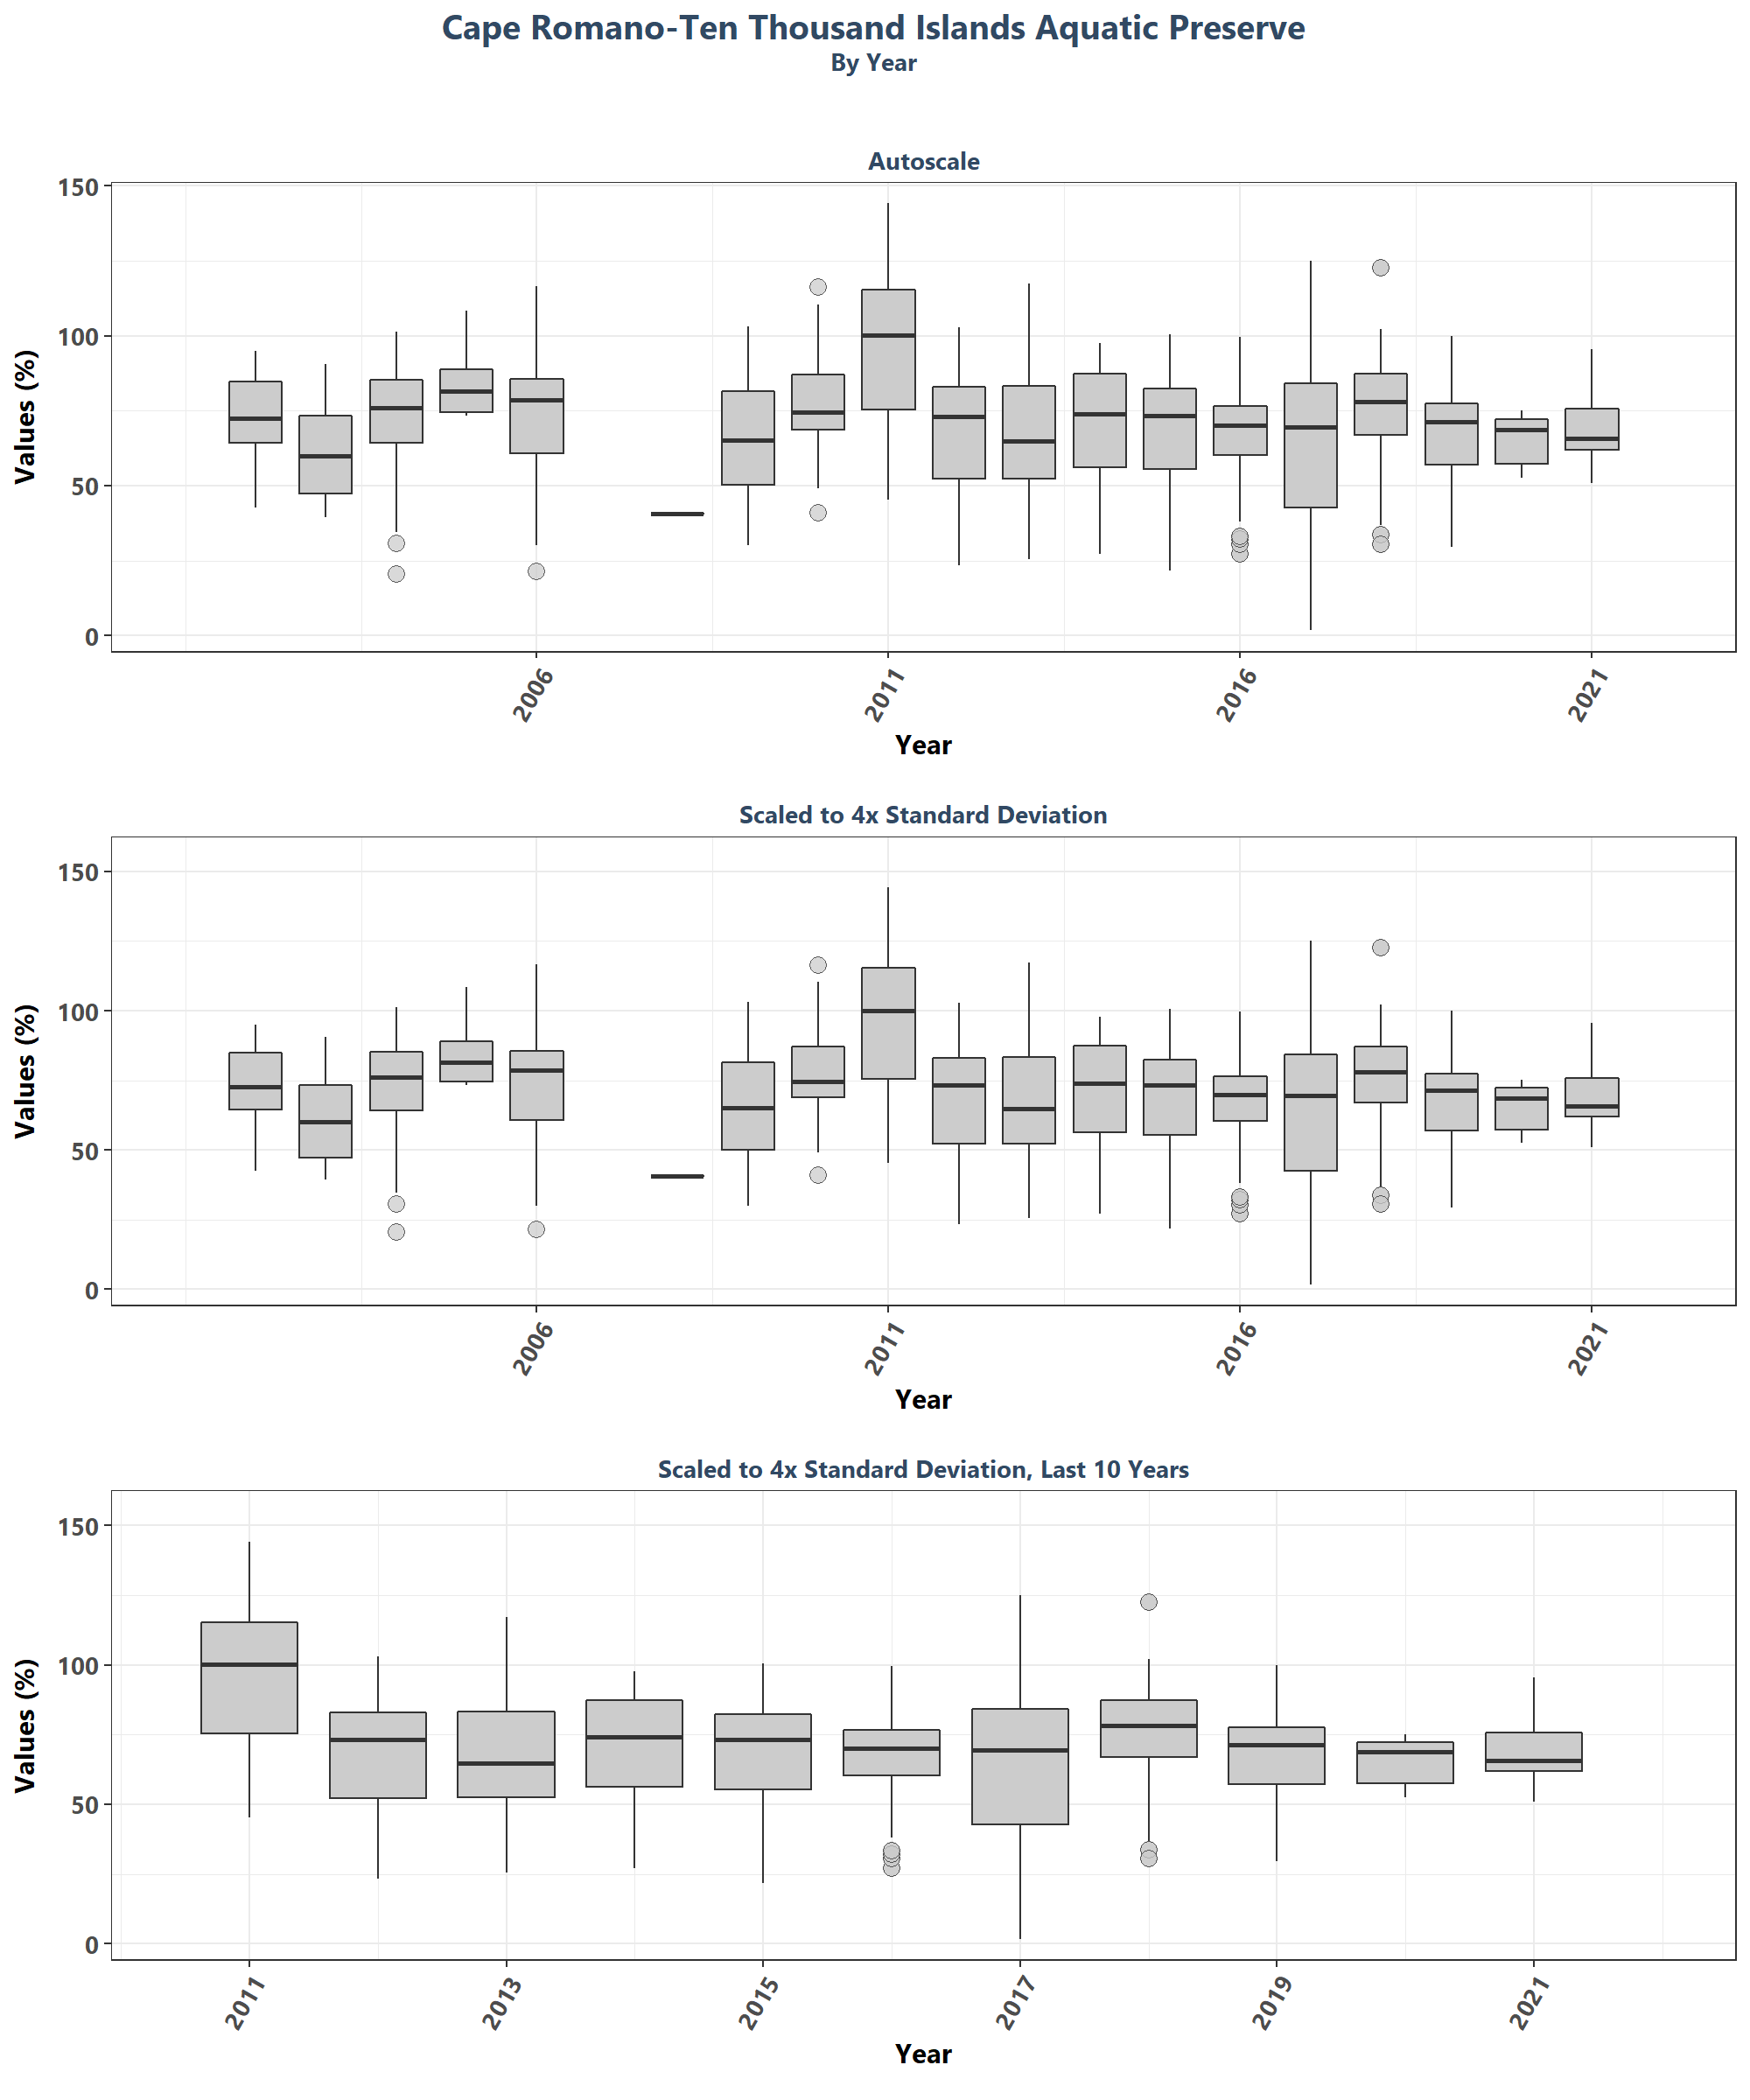 Cape Romano-Ten Thousand Islands Aquatic Preserve
By Year
Autoscale
150
100
50
0
Values (%)
2006
2011
2016
2021
Year
Scaled to 4x Standard Deviation
150
100
50
0
Values (%)
2006
2011
2016
2021
Year
Scaled to 4x Standard Deviation, Last 10 Years
150
100
50
0
Values (%)
2011
2013
2015
2017
2019
2021
Year